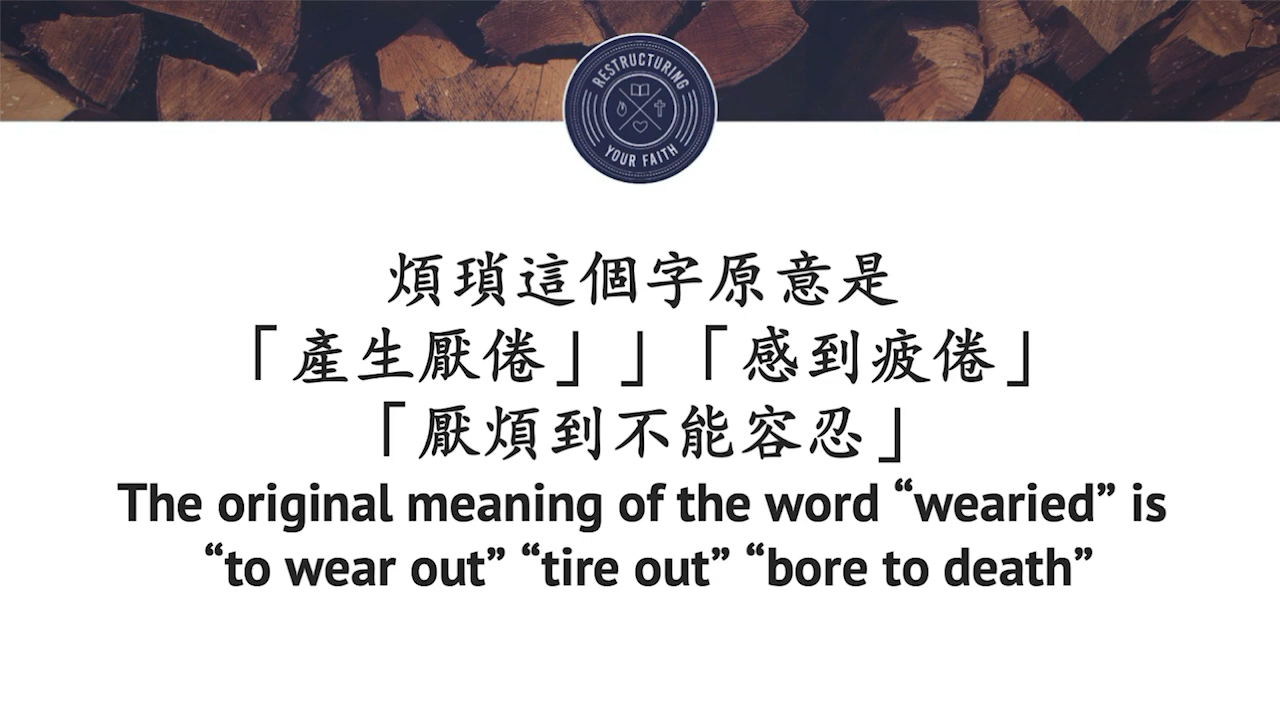 RESTRUCTURING
YOUR FAITH
煩瑣這個字原意是
「產生厭倦」」「感到疲倦」
「厭煩到不能容忍」
The original meaning of the word “wearied” is
“to wear out” “tire out” “bore to death”